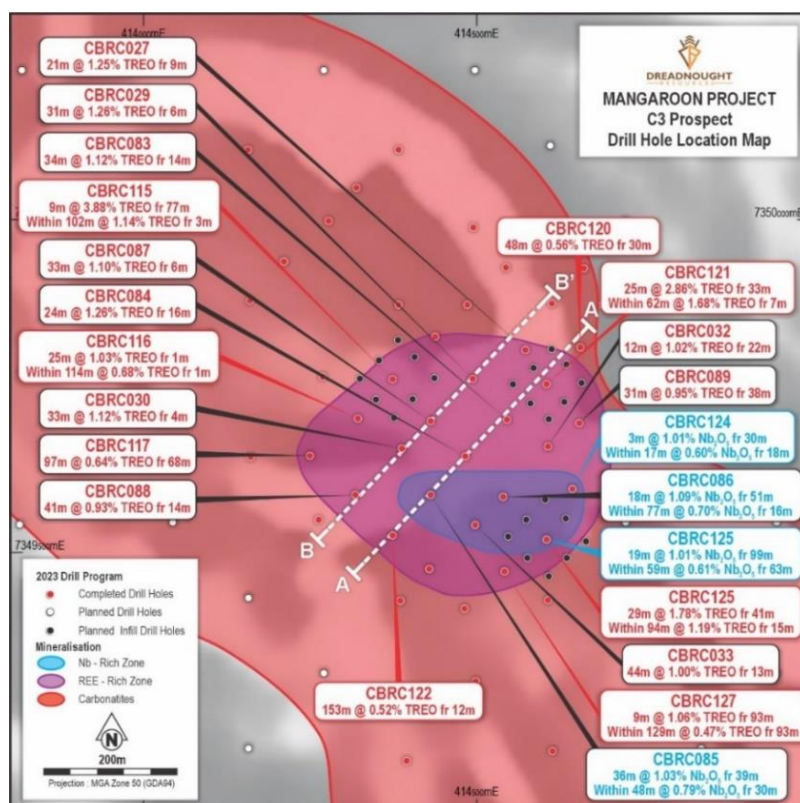 414000mE
414500mE
DREADNOUGHT
RESOURCES
MANGAROON PROJECT
C3 Prospect
Drill Hole Location Map
CBRC027
21m @ 1.25% TREO fr 9m
CBRC029
31m @ 1.26% TREO fr 6m
CBRC083
34m @ 1.12% TREO fr 14m
CBRC115
9m @ 3.88% TREO fr 77m
Within 102m @ 1.14% TREO fr 3m
CBRC087
33m @ 1.10% TREO fr 6m
CBRC084
24m @ 1.26% TREO fr 16m
CBRC116
25m @ 1.03% TREO fr 1m
Within 114m @ 0.68% TREO fr 1m
CBRC030
33m @ 1.12% TREO fr 4m
CBRC117
97m @ 0.64% TREO fr 68m
CBRC088
41m @ 0.93% TREO fr 14m
7350000mE
CBRC120
48m @ 0.56% TREO fr 30m
CBRC121
25m @ 2.86% TREO fr 33m
Within 62m @ 1.68% TREO fr 7m
CBRC032
12m @ 1.02% TREO fr 22m
CBRC089
31m @ 0.95% TREO fr 38m
CBRC124
3m @ 1.01% Nb₂O₅ fr 30m
Within 17m @ 0.60% Nb₂O₅ fr 18m
CBRC086
18m @ 1.09% Nb₂O₅ fr 51m
Within 77m @ 0.70% Nb₂O₅ fr 16m
CBRC125
19m @ 1.01% Nb₂O₅ fr 99m
Within 59m @ 0.61% Nb₂O₅ fr 63m
CBRC125
29m @ 1.78% TREO fr 41m
Within 94m @ 1.19% TREO fr 15m
CBRC033
44m @ 1.00% TREO fr 13m
CBRC127
9m @ 1.06% TREO fr 93m
Within 129m @ 0.47% TREO fr 93m
CBRC085
36m @ 1.03% Nb₂O₅ fr 39m
Within 48m @ 0.79% Nb₂O₅ fr 30m
B'
A
B
A
7349500mE
CBRC122
153m @ 0.52% TREO fr 12m
2023 Drill Program
Completed Drill Holes
Planned Drill Holes
Planned Infill Drill Holes
Mineralisation
Nb - Rich Zone
REE - Rich Zone
Carbonatites
N
200m
Projection : MGA Zone 50 (GDA94)
414500mE